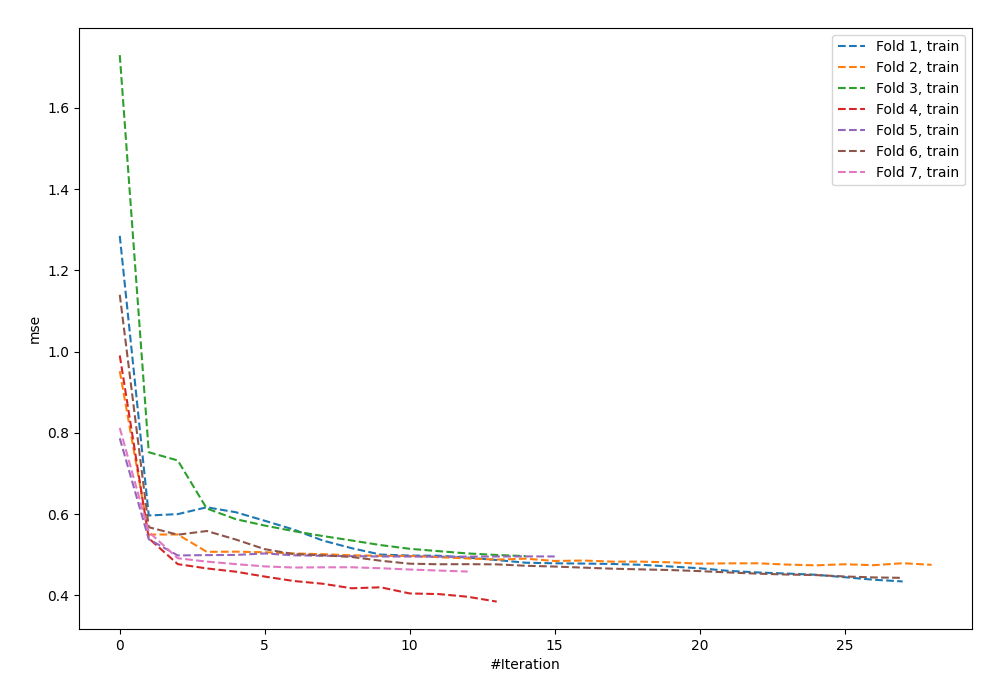 Fold 1, train
Fold 2, train
Fold 3, train
Fold 4, train
Fold 5, train
Fold 6, train
Fold 7, train
mse
1.6
1.4
1.2
1.0
0.8
0.6
0.4
0 5 10 15 20 25
#Iteration